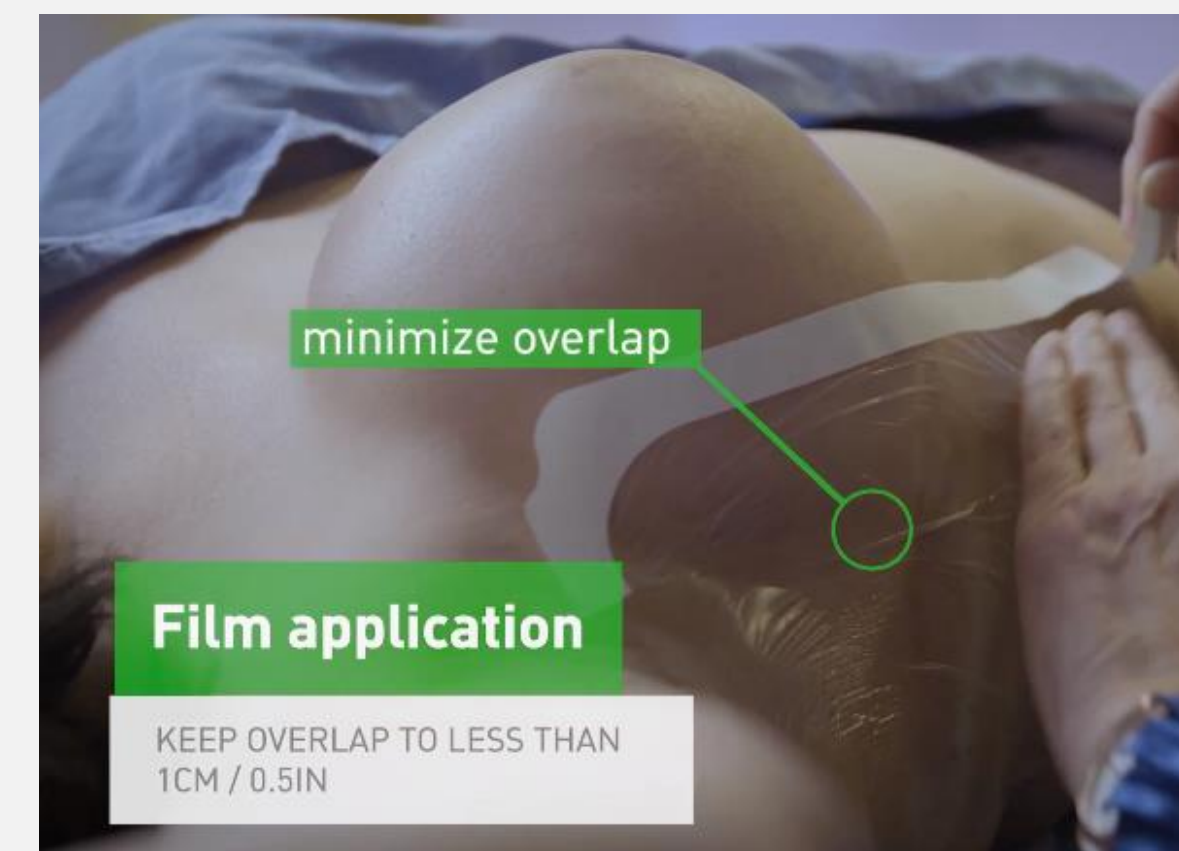 minimize overlap
Film application
KEEP OVERLAP TO LESS THAN
1CM / 0.5IN